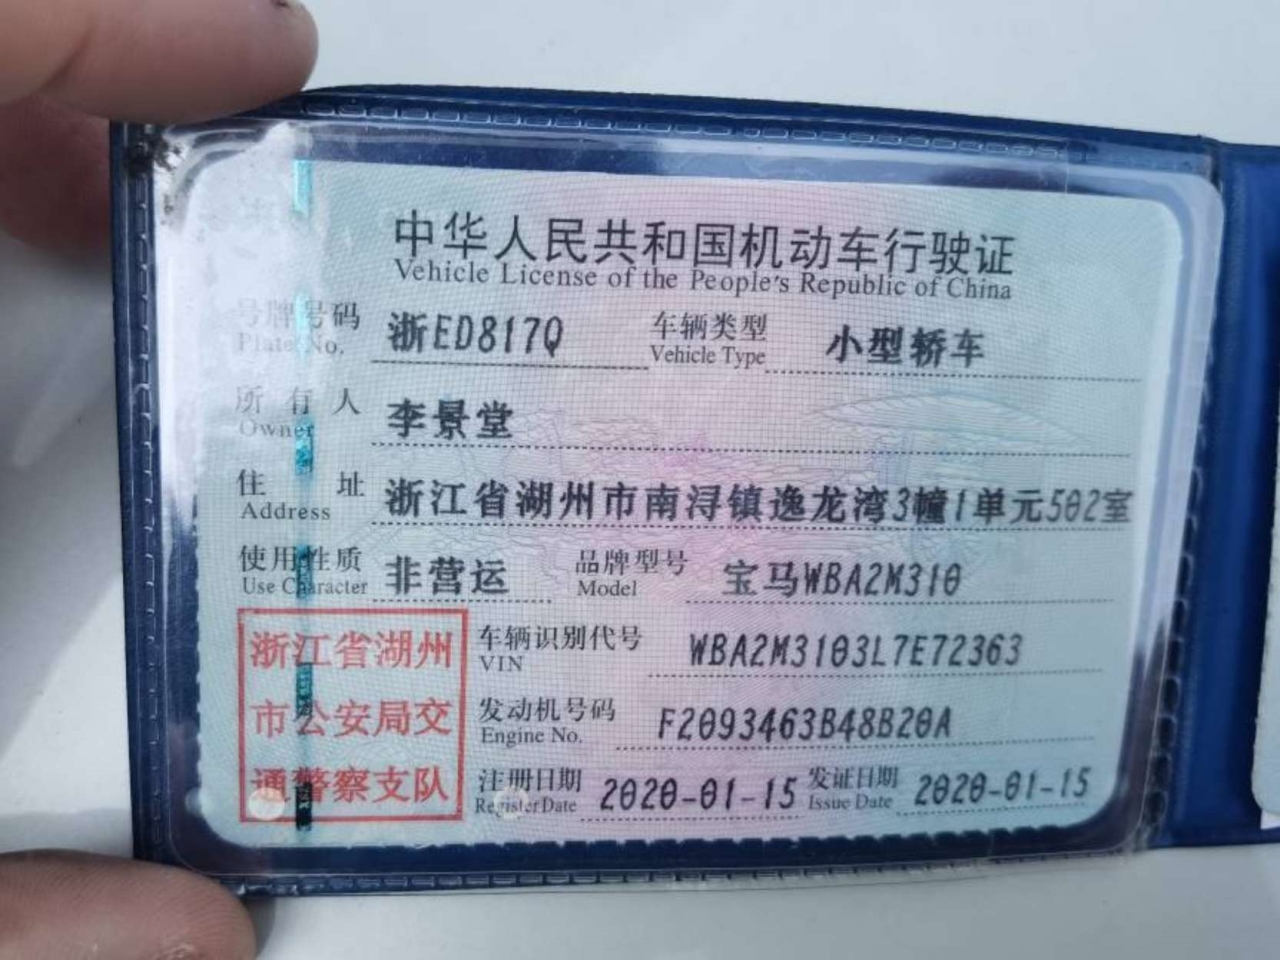 中华人民共和国机动车行驶证
Vehicle License of the People's Republic of China
号牌号码 浙ED817Q 车辆类型 小型轿车
Plate No. Vehicle Type
所有人 李景堂
Owner
住址 浙江省湖州市南浔镇逸龙湾3幢1单元502室
Address
使用性质 非营运 品牌型号 宝马WBA2M310
Use Character Model
浙江省湖州
市公安局交
通警察支队
车辆识别代号 WBA2M3103L7E72363
VIN
发动机号码 F2093463B48B20A
Engine No.
注册日期 2020-01-15 发证日期 2020-01-15
Register Date Issue Date